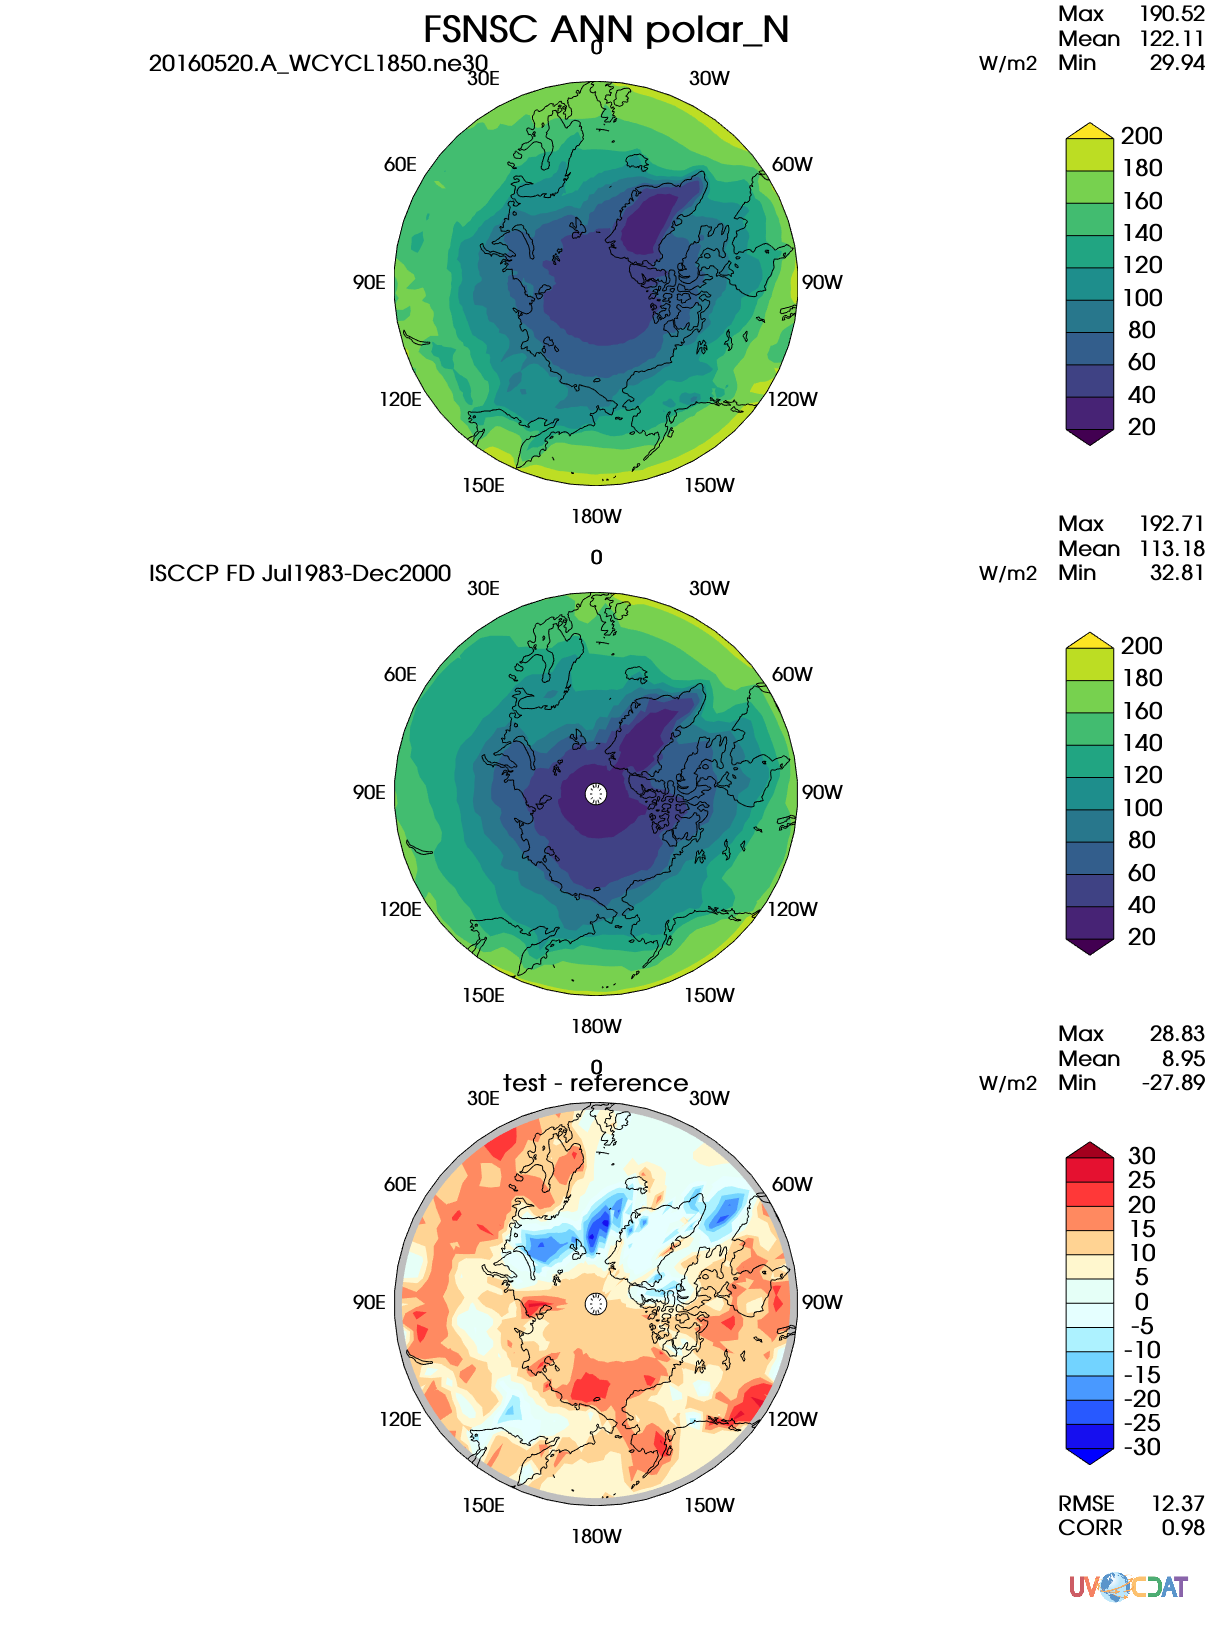 FSNSC ANN polar_N
20160520.A_WCYCL1850.ne30
W/m2
Max 190.52
Mean 122.11
Min 29.94
0
30E
30W
60E
60W
90E
90W
120E
120W
150E
150W
180W
200
180
160
140
120
100
80
60
40
20
ISCCP FD Jul1983-Dec2000
W/m2
Max 192.71
Mean 113.18
Min 32.81
0
30E
30W
60E
60W
90E
90W
120E
120W
150E
150W
180W
200
180
160
140
120
100
80
60
40
20
test - reference
W/m2
Max 28.83
Mean 8.95
Min -27.89
0
30E
30W
60E
60W
90E
90W
120E
120W
150E
150W
180W
30
25
20
15
10
5
0
-5
-10
-15
-20
-25
-30
RMSE 12.37
CORR 0.98
UV CDAT